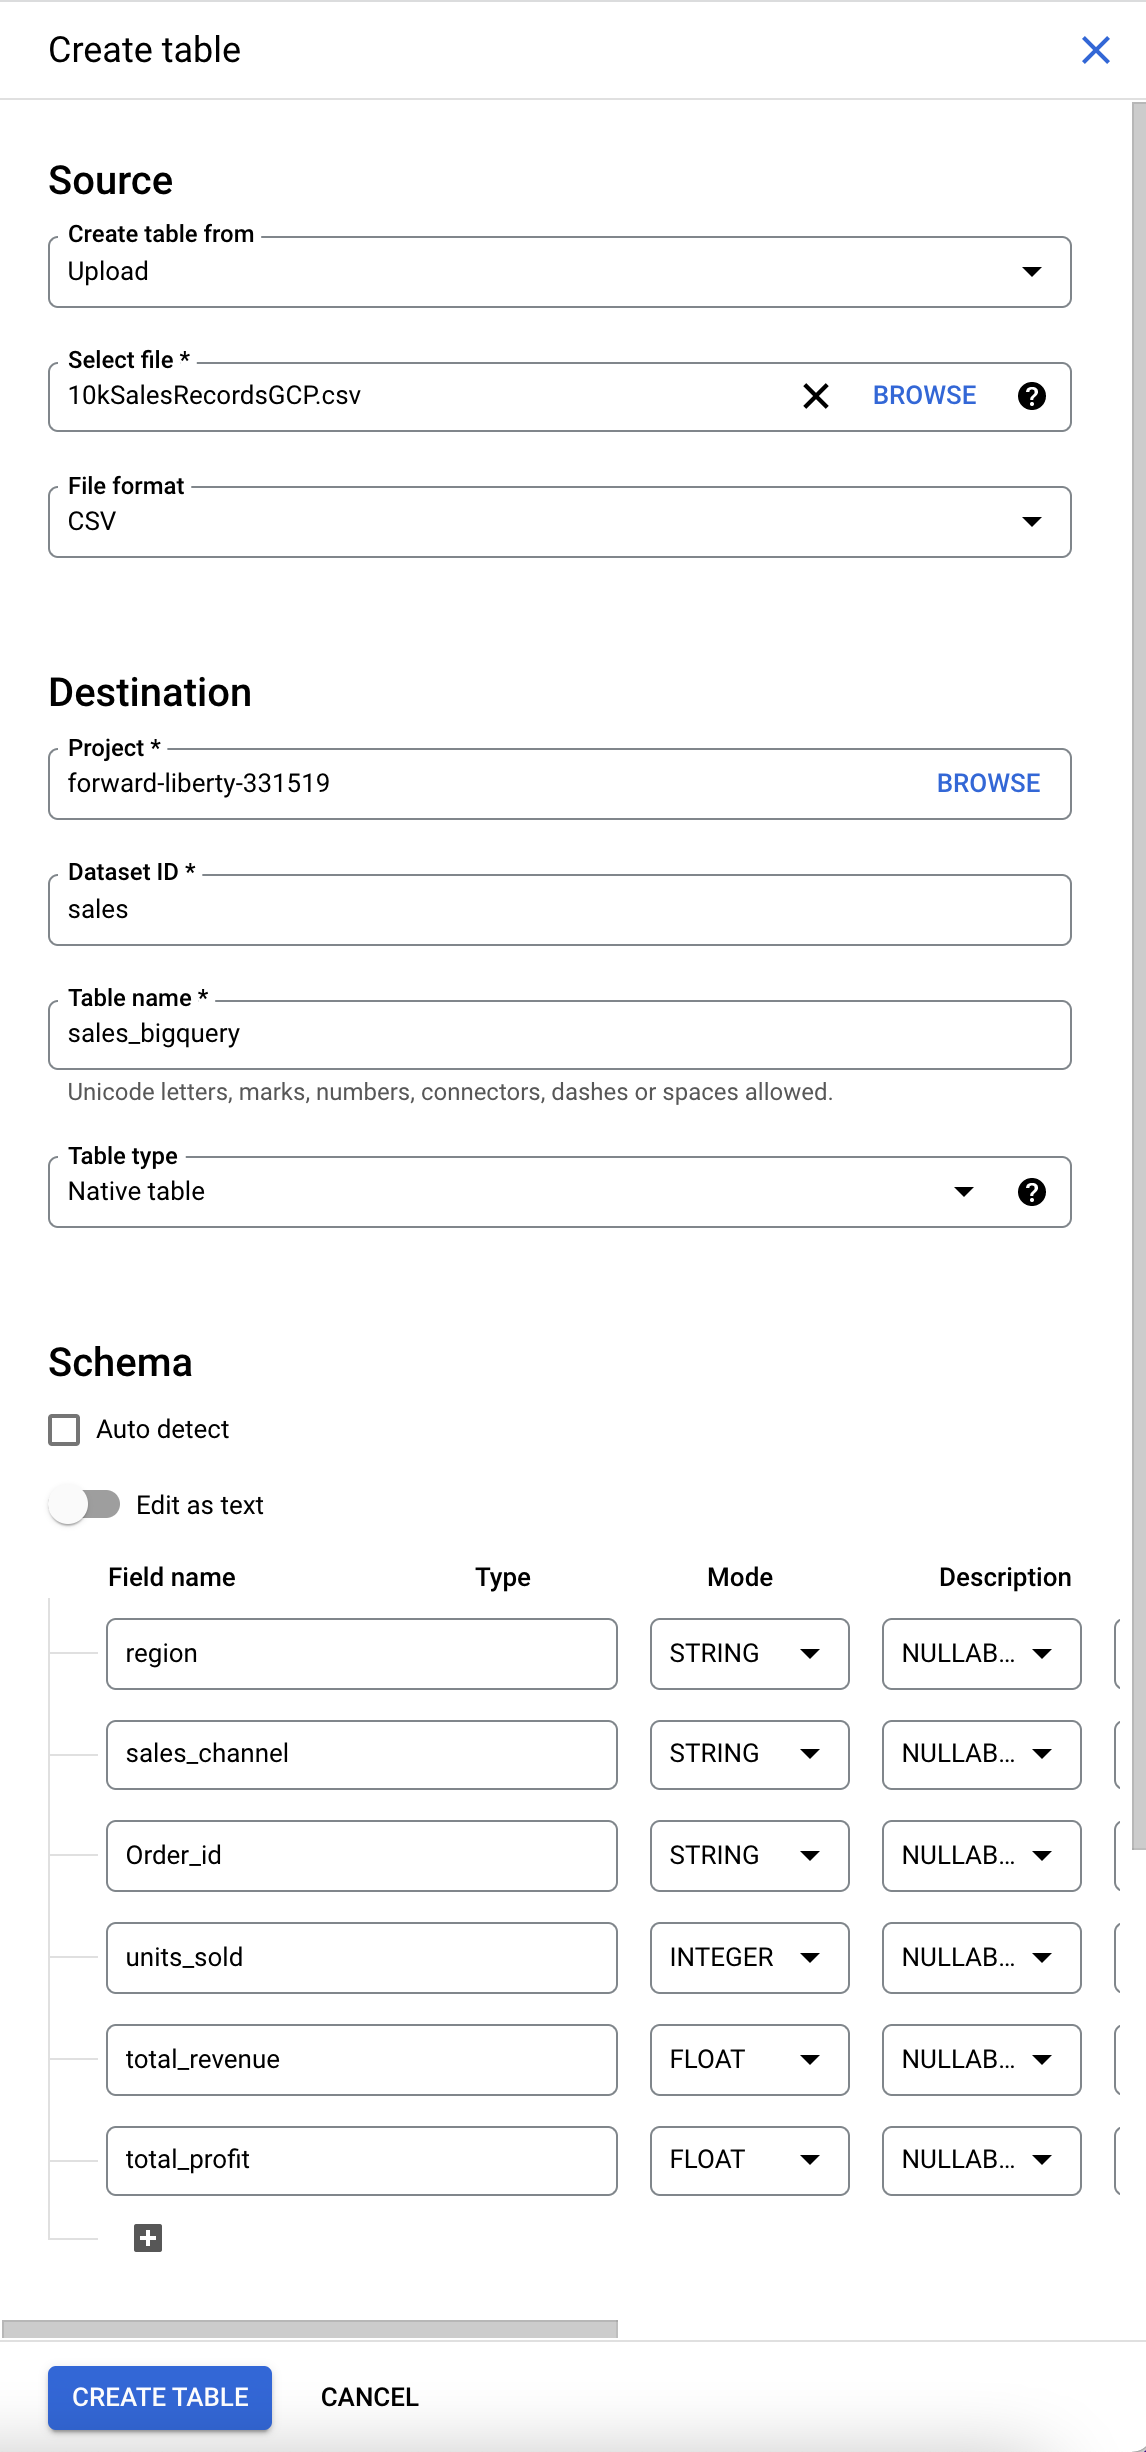 Create table
Source
Create table from
Upload
Select file *
10kSalesRecordsGCP.csv BROWSE
File format
CSV
Destination
Project *
forward-liberty-331519 BROWSE
Dataset ID *
sales
Table name *
sales_bigquery
Unicode letters, marks, numbers, connectors, dashes or spaces allowed.
Table type
Native table
Schema
Auto detect
Edit as text
Field name Type Mode Description
region STRING NULLAB...
sales_channel STRING NULLAB...
Order_id STRING NULLAB...
units_sold INTEGER NULLAB...
total_revenue FLOAT NULLAB...
total_profit FLOAT NULLAB...
CREATE TABLE CANCEL